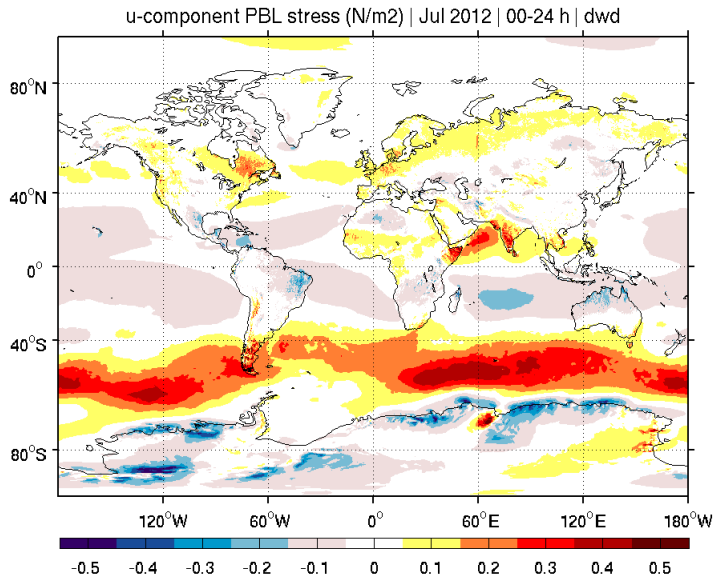 u-component PBL stress (N/m2) | Jul 2012 | 00-24 h | dwd
80°N
40°N
0°
40°S
80°S
120°W 60°W 0° 60°E 120°E 180°W
-0.5 -0.4 -0.3 -0.2 -0.1 0 0.1 0.2 0.3 0.4 0.5